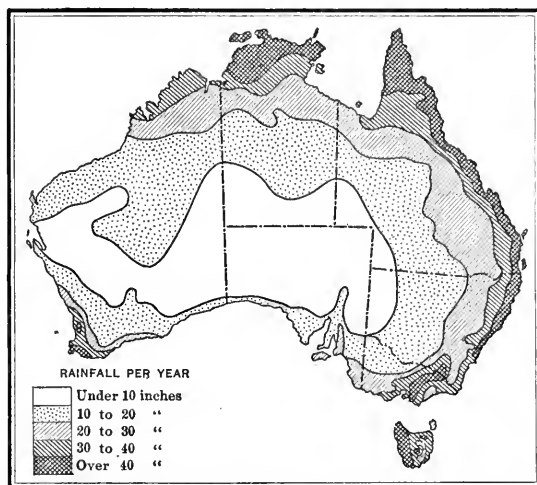 RAINFALL PER YEAR
Under 10 inches
10 to 20 “
20 to 30 “
30 to 40 “
Over 40 “